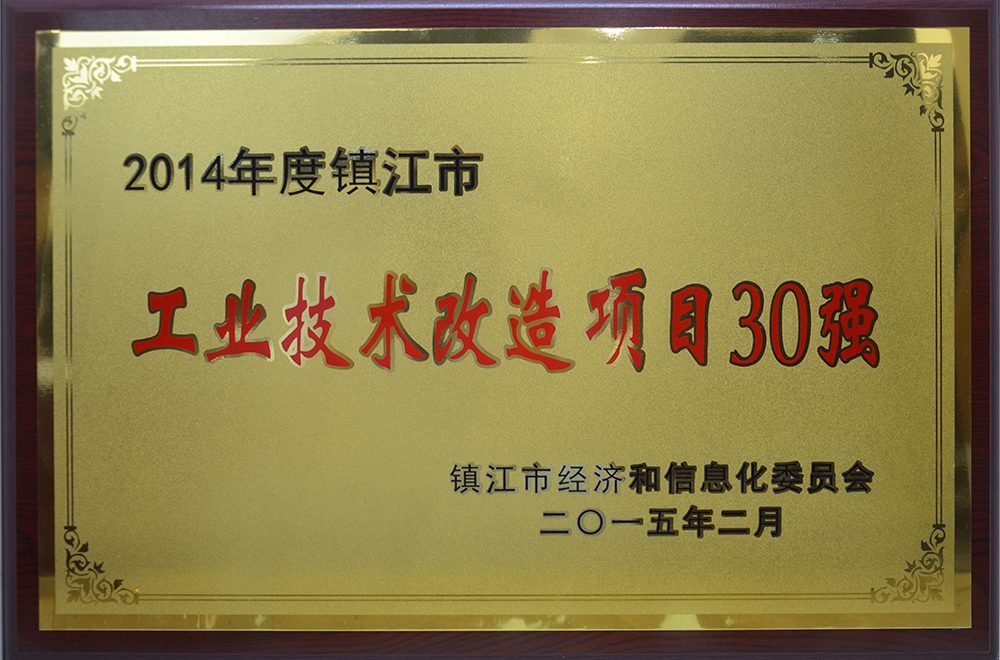 2014年度镇江市
工业技术改造项目30强
镇江市经济和信息化委员会
二〇一五年二月